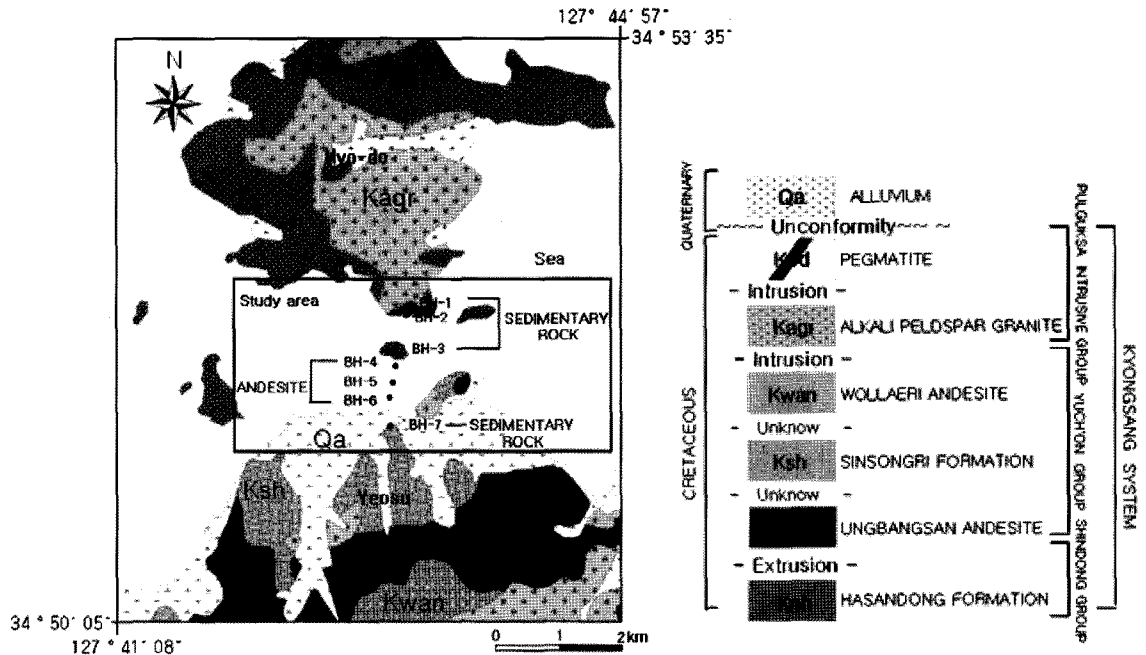 127° 44' 57"
34° 53' 35"
N
Kagr
Sea
Study area
BH-1
BH-2
SEDIMENTARY
ROCK
BH-3
BH-4
ANDESITE
BH-5
BH-6
BH-7
SEDIMENTARY
ROCK
Qa
Ksh
Yeosu
Kwan
34° 50' 05"
127° 41' 08"
0 1 2km
QUATERNARY
CRETACEOUS
Qa ALLUVIUM
Unconformity
PEGMATITE
- Intrusion -
Kagr ALKALI PELDSPAR GRANITE
- Intrusion -
Kwan WOLLAERI ANDESITE
- Unknow -
Ksh SINSONGRI FORMATION
- Unknow -
UNGBANGSAN ANDESITE
- Extrusion -
HASANDONG FORMATION
PULGUKSA INTRUSIVE GROUP
YUCH'ON GROUP
SHINDONG GROUP
KYONGSANG SYSTEM